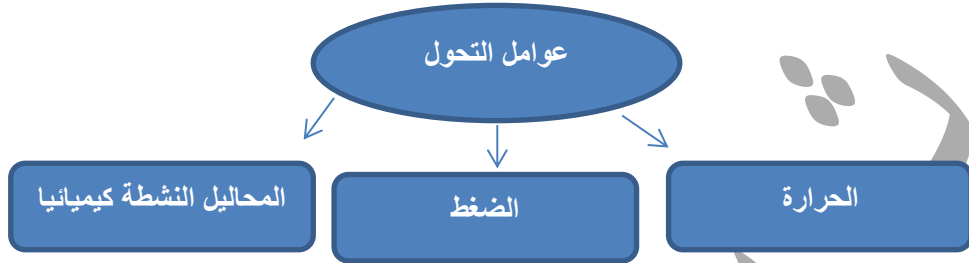 عوامل التحول
الحرارة
الضغط
المحاليل النشطة كيميائيا